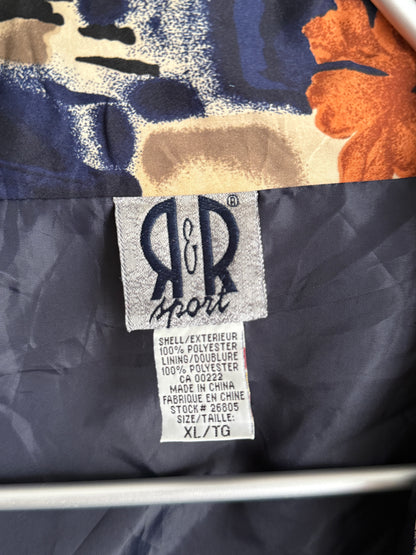 R&R®
sport
SHELL/EXTERIEUR
100% POLYESTER
LINING/DOUBLURE
100% POLYESTER
CA 00222
MADE IN CHINA
FABRIQUE EN CHINE
STOCK# 26805
SIZE/TAILLE:
XL/TG